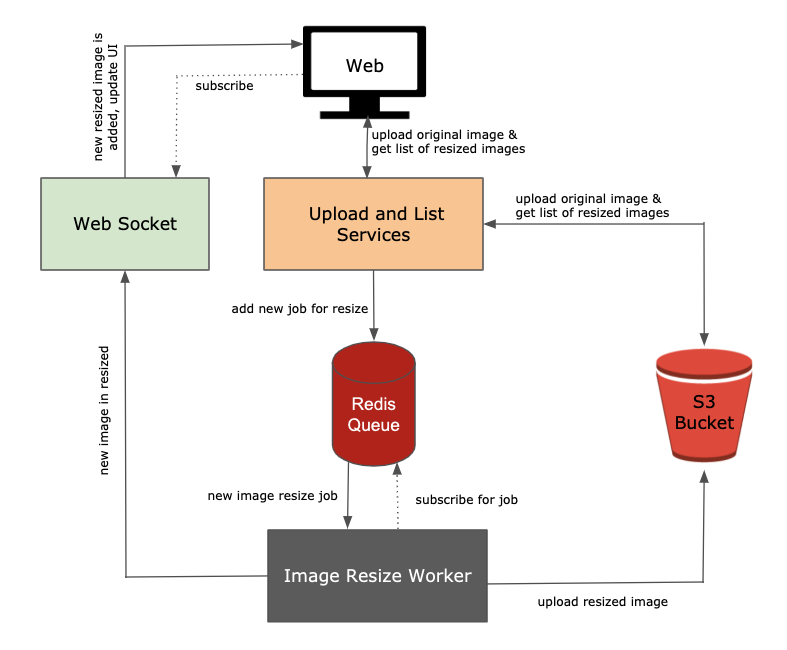 new resized image is
added, update UI
Web
subscribe
upload original image &
get list of resized images
Web Socket
Upload and List
Services
upload original image &
get list of resized images
add new job for resize
Redis
Queue
S3
Bucket
new image in resized
new image resize job
subscribe for job
Image Resize Worker
upload resized image